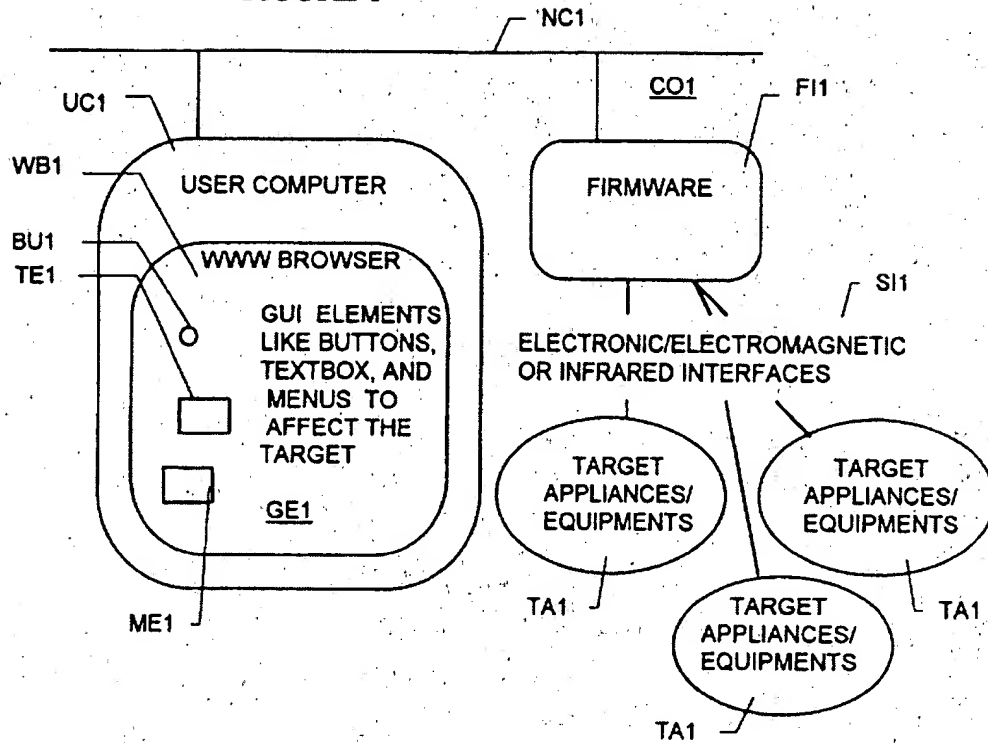 NC1
CO1
FI1
UC1
WB1
USER COMPUTER
FIRMWARE
BU1
TE1
WWW BROWSER
SI1
GUI ELEMENTS
LIKE BUTTONS,
TEXTBOX, AND
MENUS TO
AFFECT THE
TARGET
GE1
ELECTRONIC/ELECTROMAGNETIC
OR INFRARED INTERFACES
TARGET
APPLIANCES/
EQUIPMENTS
TARGET
APPLIANCES/
EQUIPMENTS
TARGET
APPLIANCES/
EQUIPMENTS
ME1
TA1
TA1
TA1